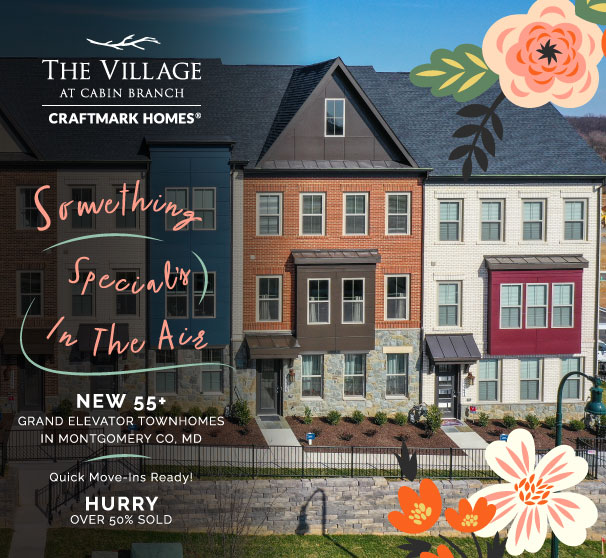 THE VILLAGE
AT CABIN BRANCH
CRAFTMARK HOMES®
Something
Special's
In The Air
NEW 55+
GRAND ELEVATOR TOWNHOMES
IN MONTGOMERY CO, MD
Quick Move-Ins Ready!
HURRY
OVER 50% SOLD